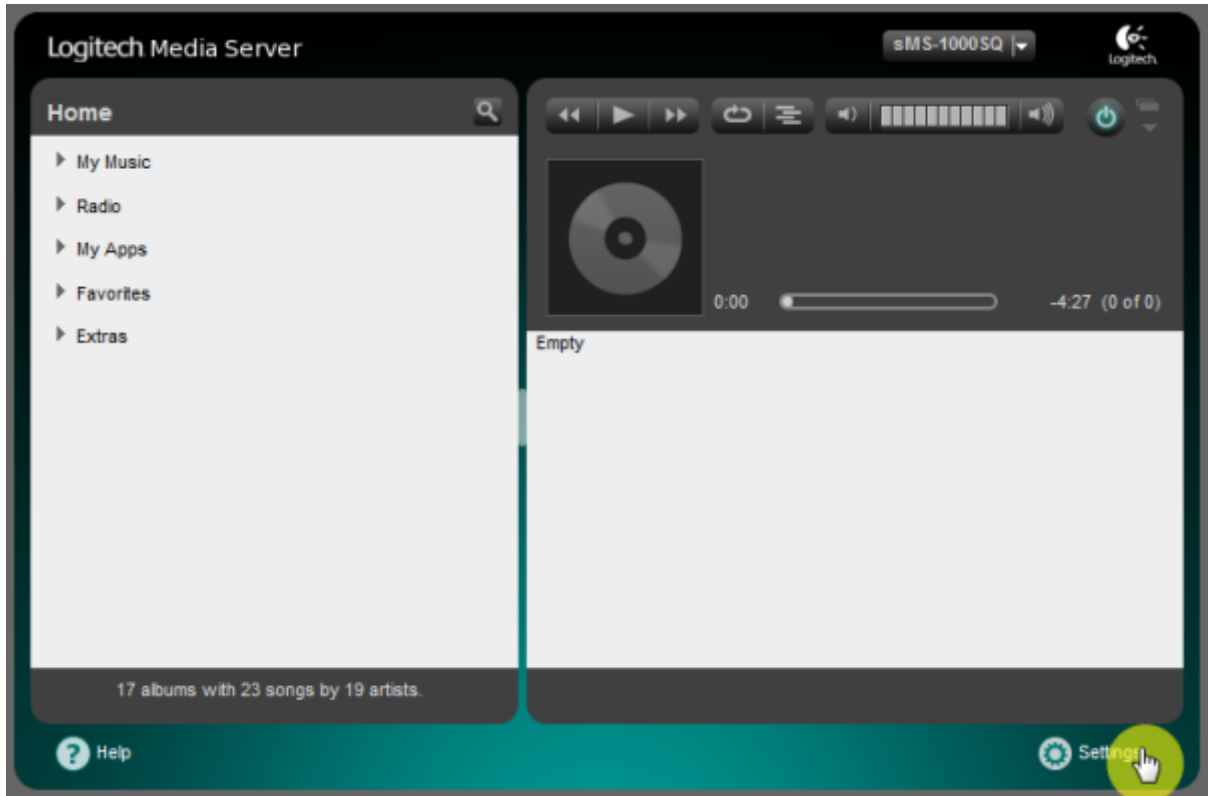 Logitech Media Server
sMS-1000SQ
Logitech
Home
My Music
Radio
My Apps
Favorites
Extras
0:00
-4:27 (0 of 0)
Empty
17 albums with 23 songs by 19 artists.
Help
Settings